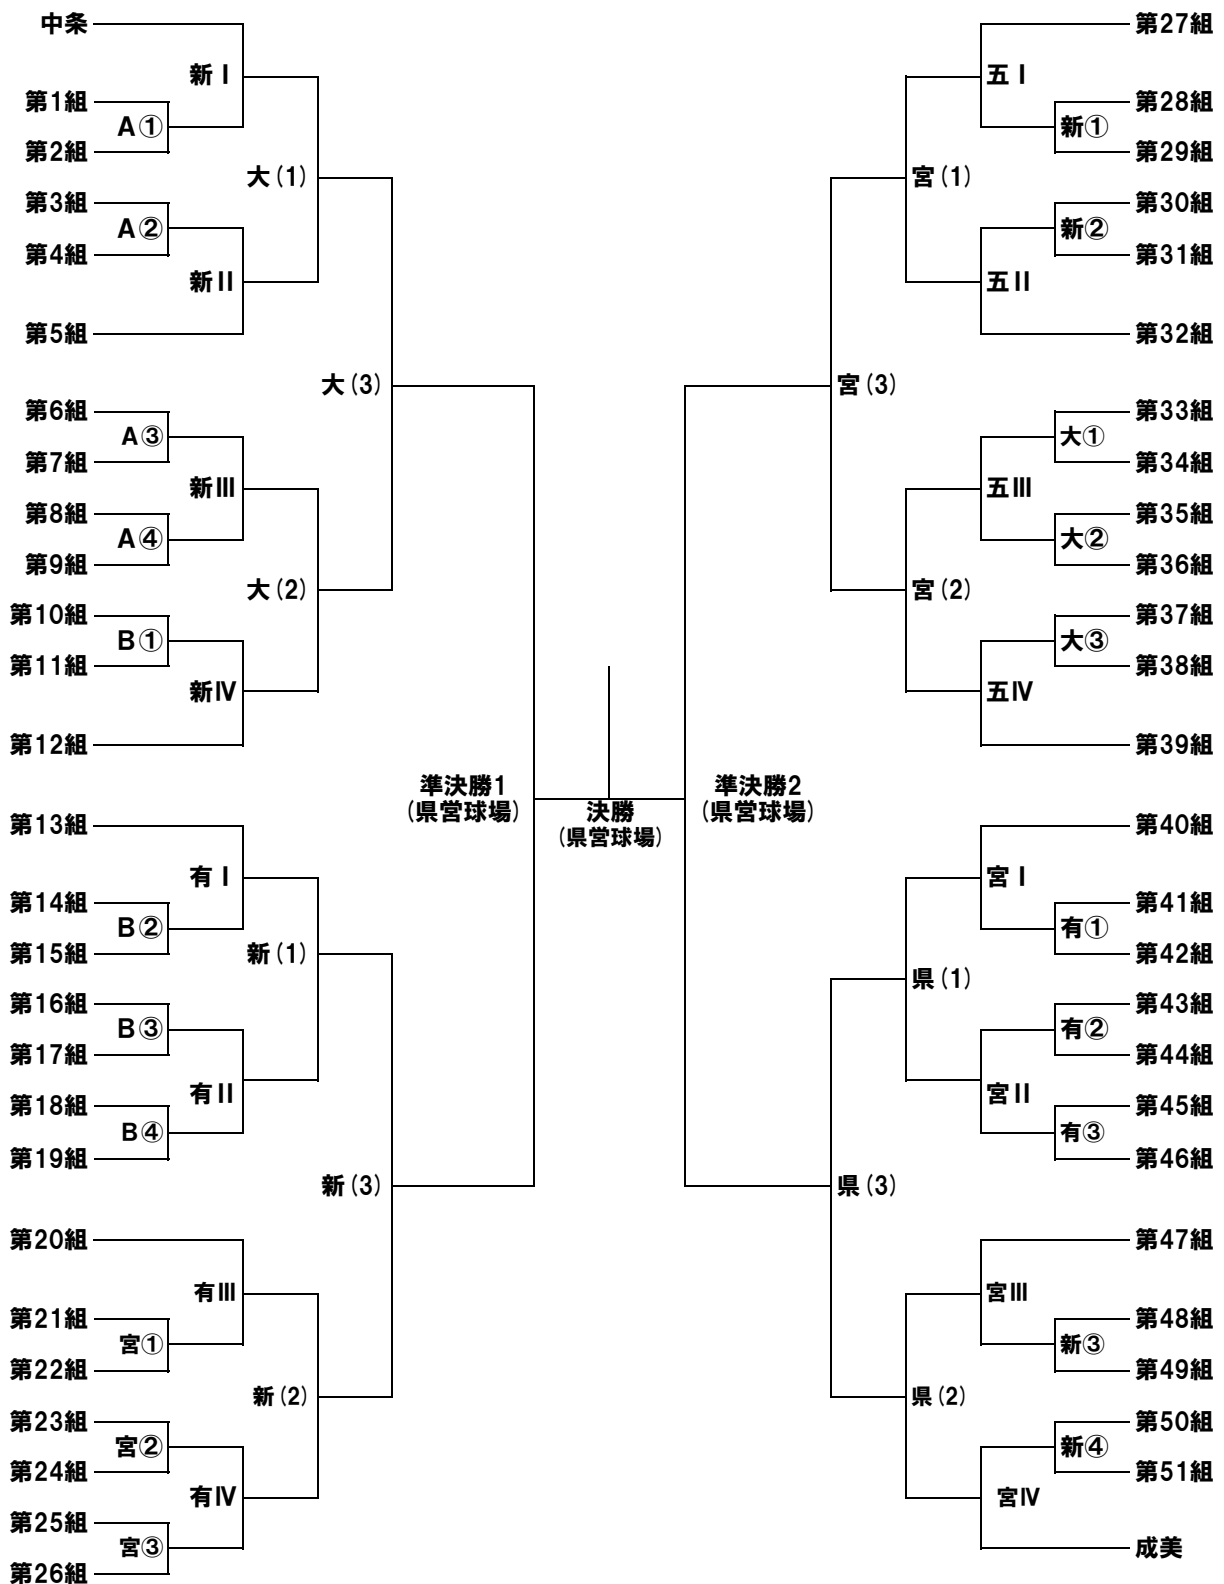 中条
新Ⅰ
第1組
A①
第2組
大(1)
第3組
A②
第4組
新Ⅱ
第5組
大(3)
第6組
A③
第7組
新Ⅲ
第8組
A④
第9組
大(2)
第10組
B①
第11組
新Ⅳ
第12組
準決勝1
(県営球場)
第13組
有Ⅰ
第14組
B②
第15組
新(1)
第16組
B③
第17組
有Ⅱ
第18組
B④
第19組
新(3)
第20組
有Ⅲ
第21組
宮①
第22組
新(2)
第23組
宮②
第24組
有Ⅳ
第25組
宮③
第26組
決勝
(県営球場)
第27組
五Ⅰ
第28組
新①
第29組
宮(1)
第30組
新②
第31組
五Ⅱ
第32組
宮(3)
第33組
大①
第34組
五Ⅲ
第35組
大②
第36組
宮(2)
第37組
大③
第38組
五Ⅳ
第39組
準決勝2
(県営球場)
第40組
宮Ⅰ
第41組
有①
第42組
県(1)
第43組
有②
第44組
宮Ⅱ
第45組
有③
第46組
県(3)
第47組
宮Ⅲ
第48組
新③
第49組
県(2)
第50組
新④
第51組
宮Ⅳ
成美